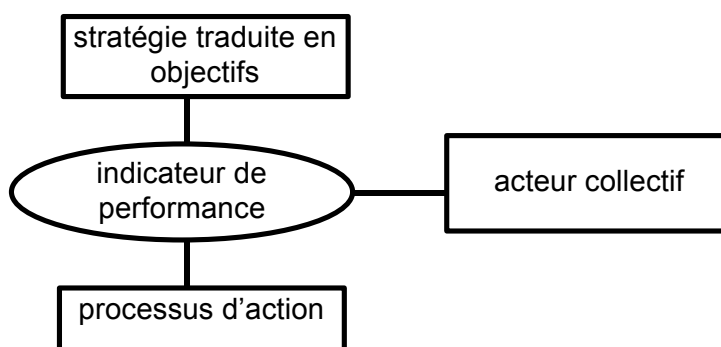 stratégie traduite en
objectifs
indicateur de
performance
acteur collectif
processus d’action